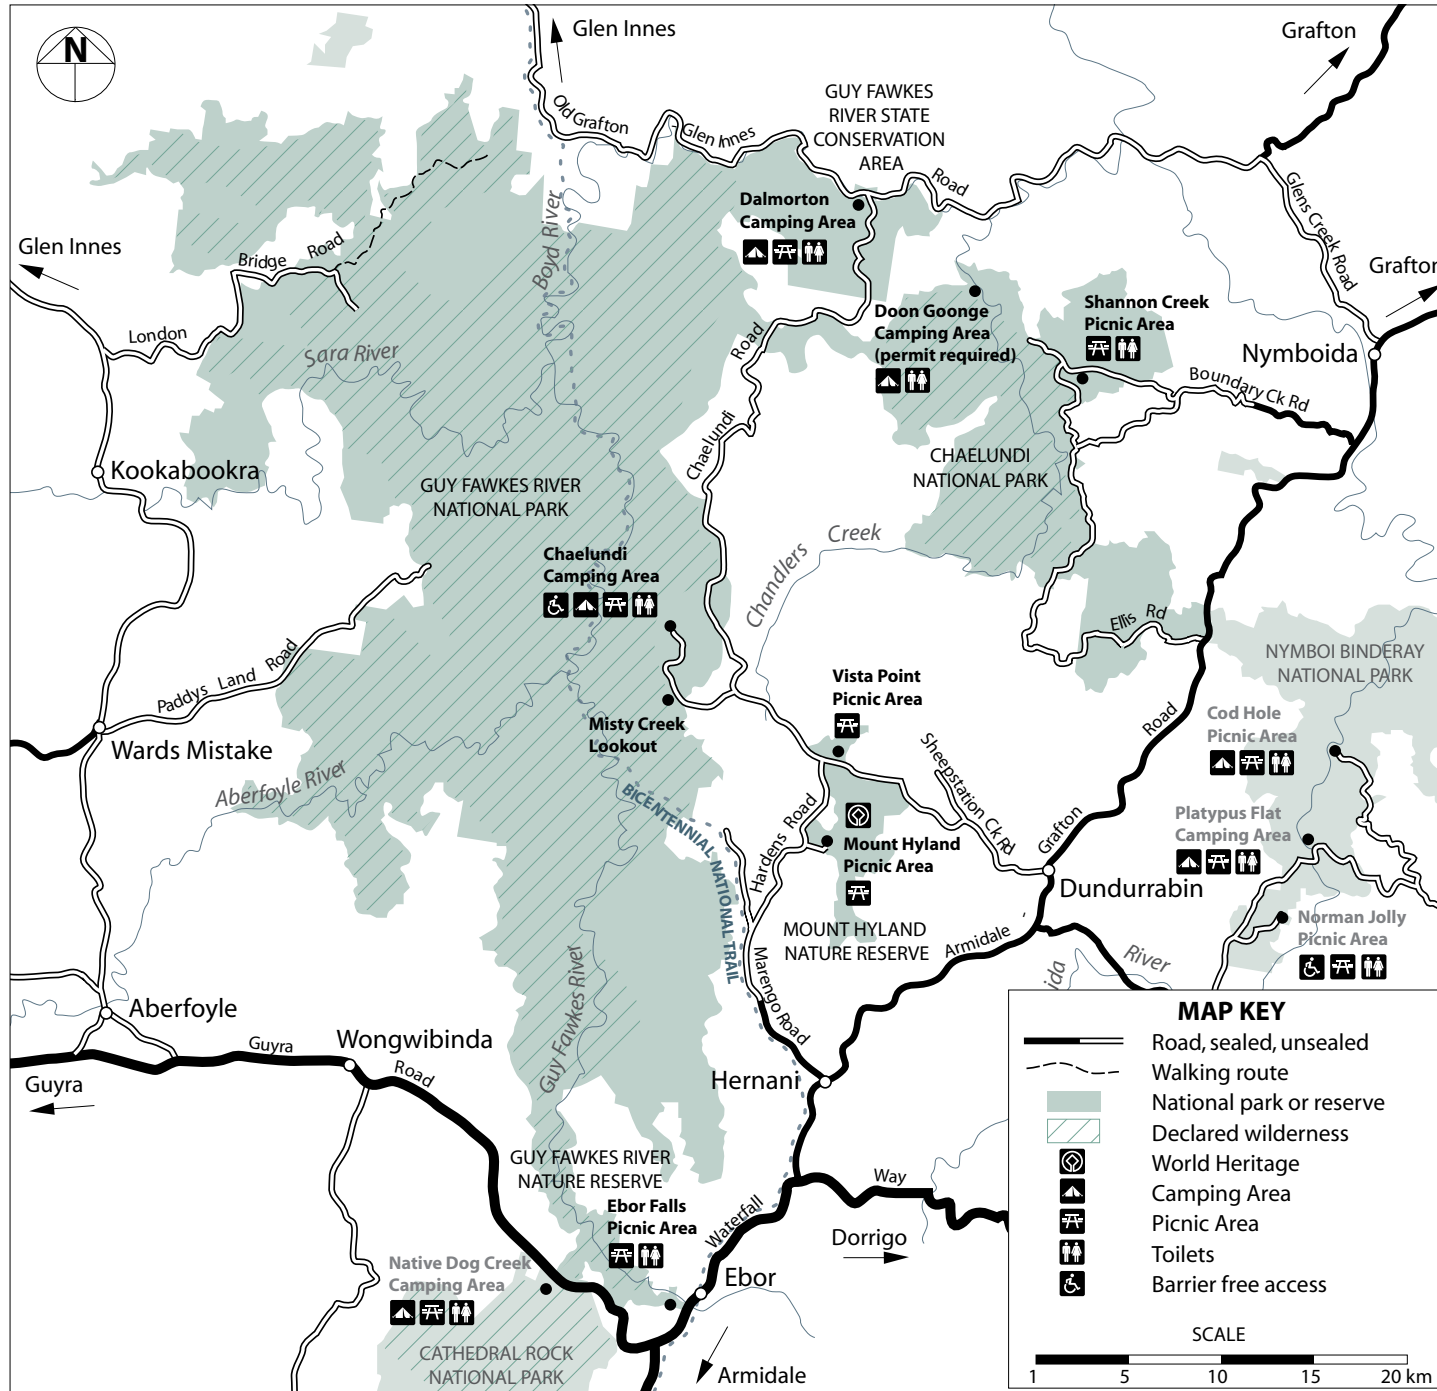 N
Glen Innes
Grafton
GUY FAWKES
RIVER STATE
CONSERVATION
AREA
Old Grafton
Glen Innes
Road
Dalmorton
Camping Area
Boyd River
Glens Creek Road
Glen Innes
Bridge Road
London
Grafton
Sara River
Doon Goonge
Camping Area
(permit required)
Shannon Creek
Picnic Area
Nymboida
Road
Chaelundi
Boundary Ck Rd
Kookabookra
GUY FAWKES RIVER
NATIONAL PARK
CHAELUNDI
NATIONAL PARK
Chandlers Creek
Chaelundi
Camping Area
Ellis Rd
Paddys Land Road
NYMBOI BINDERAY
NATIONAL PARK
Vista Point
Picnic Area
Misty Creek
Lookout
Cod Hole
Picnic Area
Road
Wards Mistake
Sheepstation Ck Rd
Aberfoyle River
BICENTENNIAL NATIONAL TRAIL
Hardens Road
Mount Hyland
Picnic Area
Grafton
Platypus Flat
Camping Area
Dundurrabin
MOUNT HYLAND
NATURE RESERVE
Armidale
Norman Jolly
Picnic Area
River
ida
Marengo Road
Guy Fawkes River
Aberfoyle
Guyra
Wongwibinda
Road
Guyra
Hernani
GUY FAWKES RIVER
NATURE RESERVE
Way
Ebor Falls
Picnic Area
Waterfall
Dorrigo
Native Dog Creek
Camping Area
Ebor
CATHEDRAL ROCK
NATIONAL PARK
Armidale
MAP KEY
Road, sealed, unsealed
Walking route
National park or reserve
Declared wilderness
World Heritage
Camping Area
Picnic Area
Toilets
Barrier free access
SCALE
1 5 10 15 20 km